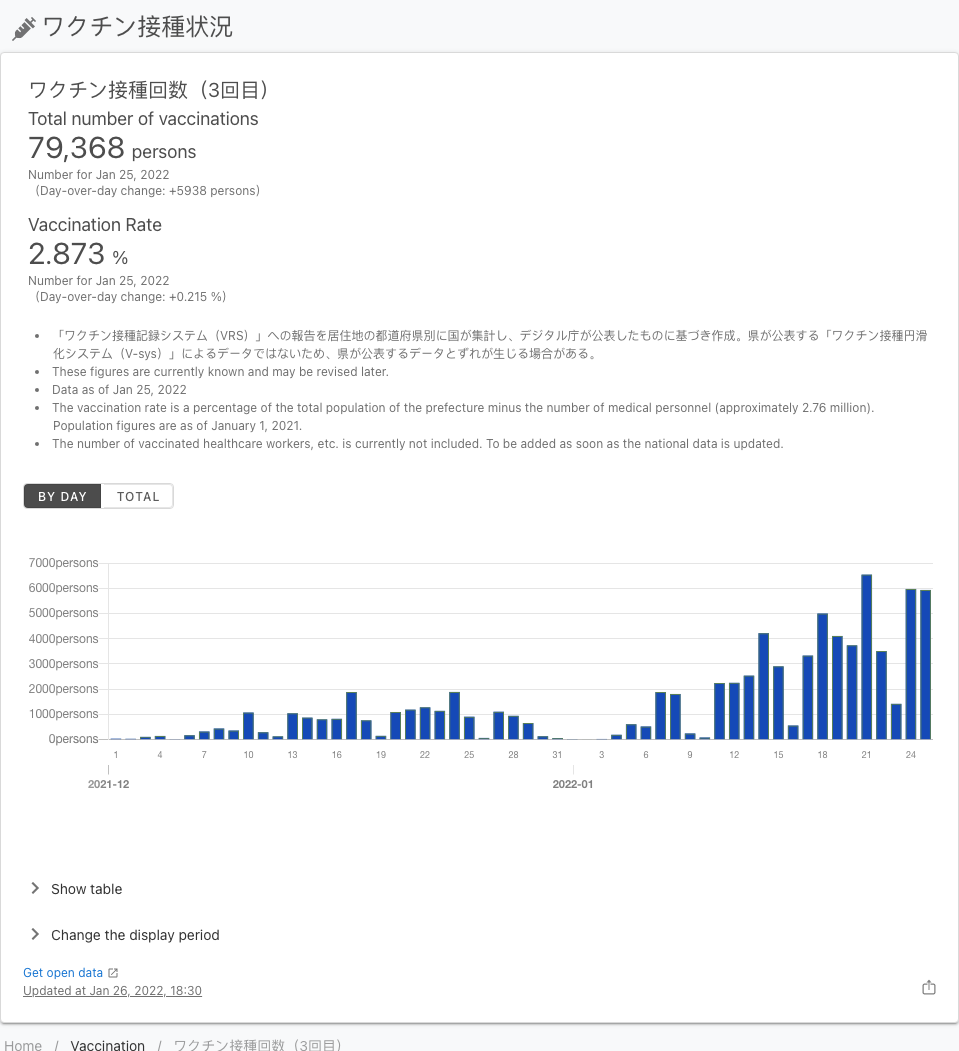 ワクチン接種状況
ワクチン接種回数（3回目）
Total number of vaccinations
79,368 persons
Number for Jan 25, 2022
（Day-over-day change: +5938 persons）
Vaccination Rate
2.873 %
Number for Jan 25, 2022
（Day-over-day change: +0.215 %）
• 「ワクチン接種記録システム（VRS）」への報告を居住地の都道府県別に国が集計し、デジタル庁が公表したものに基づき作成。県が公表する「ワクチン接種円滑
化システム（V-sys）」によるデータではないため、県が公表するデータとずれが生じる場合がある。
• These figures are currently known and may be revised later.
• Data as of Jan 25, 2022
• The vaccination rate is a percentage of the total population of the prefecture minus the number of medical personnel (approximately 2.76 million).
Population figures are as of January 1, 2021.
• The number of vaccinated healthcare workers, etc. is currently not included. To be added as soon as the national data is updated.
BY DAY TOTAL
7000persons
6000persons
5000persons
4000persons
3000persons
2000persons
1000persons
0persons
1 4 7 10 13 16 19 22 25 28 31 3 6 9 12 15 18 21 24
2021-12 2022-01
Show table
Change the display period
Get open data
Updated at Jan 26, 2022, 18:30
Home / Vaccination / ワクチン接種回数（3回目）